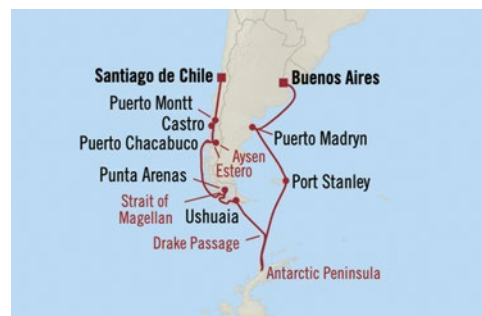 Santiago de Chile
Buenos Aires
Puerto Montt
Castro
Puerto Chacabuco
Puerto Madryn
Aysen
Estero
Punta Arenas
Port Stanley
Strait of
Magellan
Ushuaia
Drake Passage
Antarctic Peninsula